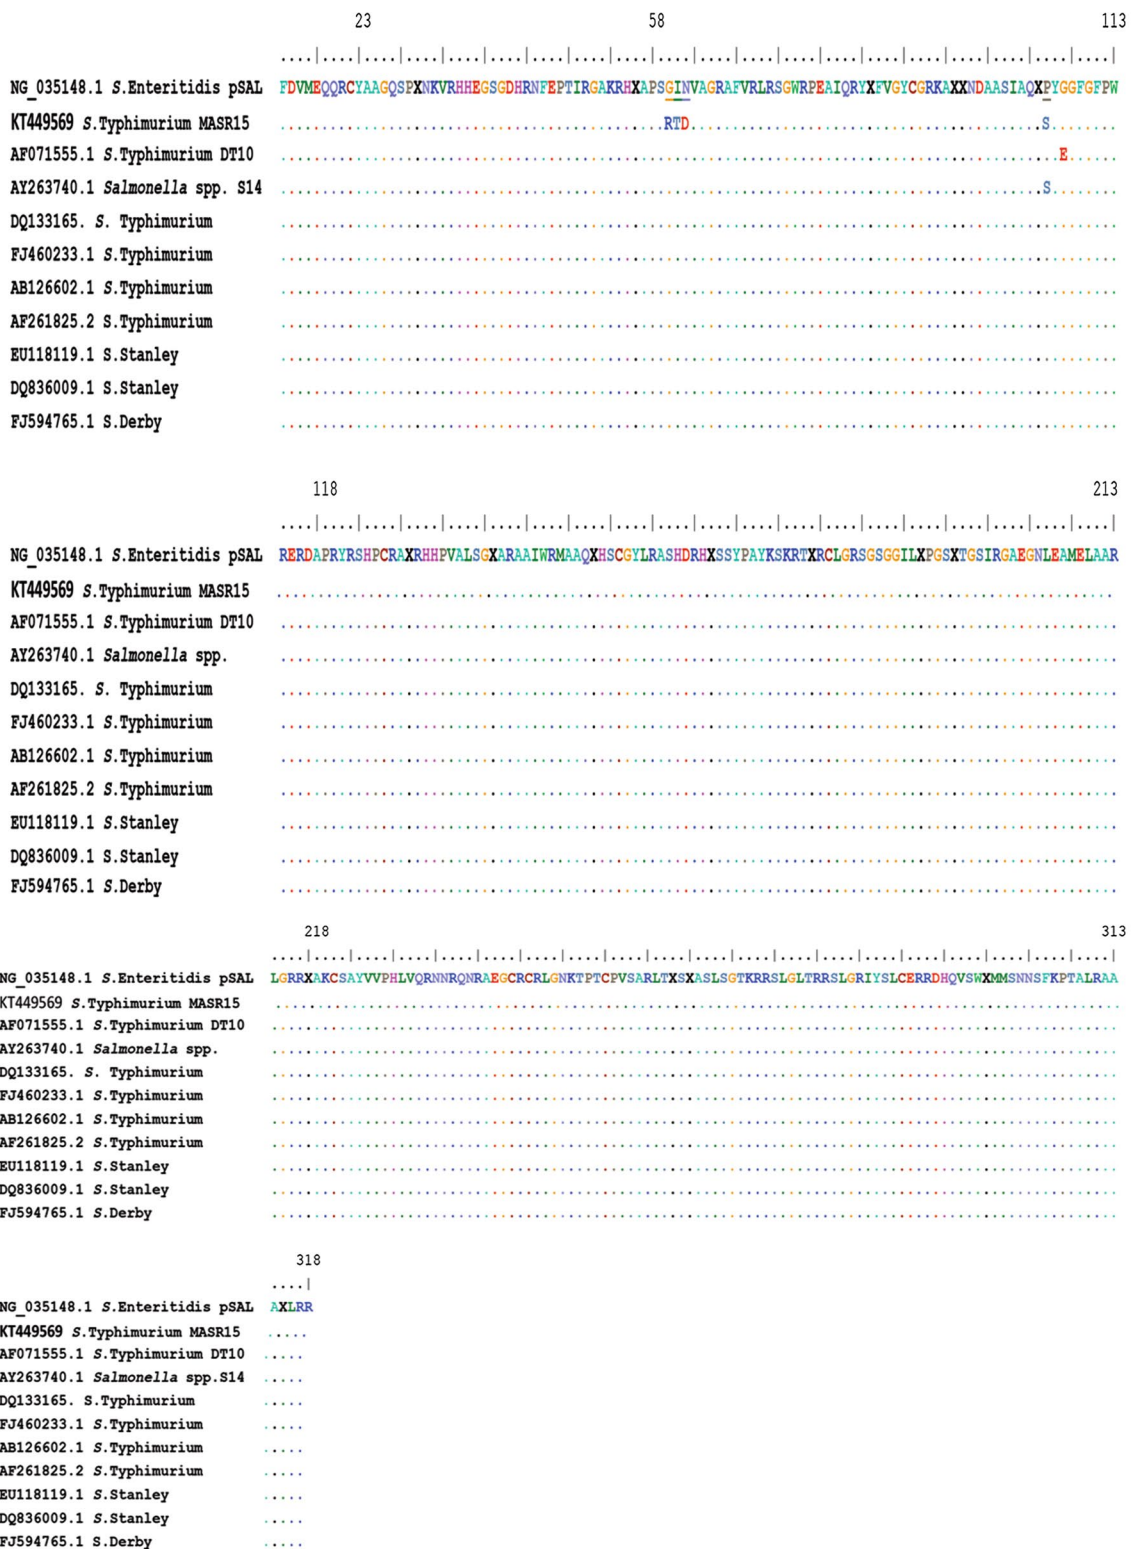 23 58 113
NG_035148.1 S.Enteritidis pSAL FDVMEQQRCYAAGQSPXNKVRHHEGSGDHRNFEPTIRGAKRHXAPSGINVAGRAFVRLRSGWRPEAIQRYXFVGYCGRKAXXNDAASIAQXPYGGFGFPW
KT449569 S.Typhimurium MASR15 RTD S
AF071555.1 S.Typhimurium DT10 E
AY263740.1 Salmonella spp. S14 S
DQ133165. S. Typhimurium
FJ460233.1 S.Typhimurium
AB126602.1 S.Typhimurium
AF261825.2 S.Typhimurium
EU118119.1 S.Stanley
DQ836009.1 S.Stanley
FJ594765.1 S.Derby
118 213
NG_035148.1 S.Enteritidis pSAL RERDAPRYRSHPCRAXRHHPVALSGXARAAIWRMAAQXHSCGYLRASHDRHXSSYPAYKSKRTXRCLGRSGSGGILXPGSXTGSIRGAEGNLEAMELAAR
KT449569 S.Typhimurium MASR15
AF071555.1 S.Typhimurium DT10
AY263740.1 Salmonella spp.
DQ133165. S. Typhimurium
FJ460233.1 S.Typhimurium
AB126602.1 S.Typhimurium
AF261825.2 S.Typhimurium
EU118119.1 S.Stanley
DQ836009.1 S.Stanley
FJ594765.1 S.Derby
218 313
NG_035148.1 S.Enteritidis pSAL LGRRXAKCSAYVVPHLVQRNNRQNRAEGCRCRLGNKTPTCPVSARLTXSXASLSGTKRRSLGLTRRSLGRIYSLCERRDHQVSWXMMSNNSFKPTALRAA
KT449569 S.Typhimurium MASR15
AF071555.1 S.Typhimurium DT10
AY263740.1 Salmonella spp.
DQ133165. S. Typhimurium
FJ460233.1 S.Typhimurium
AB126602.1 S.Typhimurium
AF261825.2 S.Typhimurium
EU118119.1 S.Stanley
DQ836009.1 S.Stanley
FJ594765.1 S.Derby
318
NG_035148.1 S.Enteritidis pSAL AXLRR
KT449569 S.Typhimurium MASR15
AF071555.1 S.Typhimurium DT10
AY263740.1 Salmonella spp.S14
DQ133165. S.Typhimurium
FJ460233.1 S.Typhimurium
AB126602.1 S.Typhimurium
AF261825.2 S.Typhimurium
EU118119.1 S.Stanley
DQ836009.1 S.Stanley
FJ594765.1 S.Derby